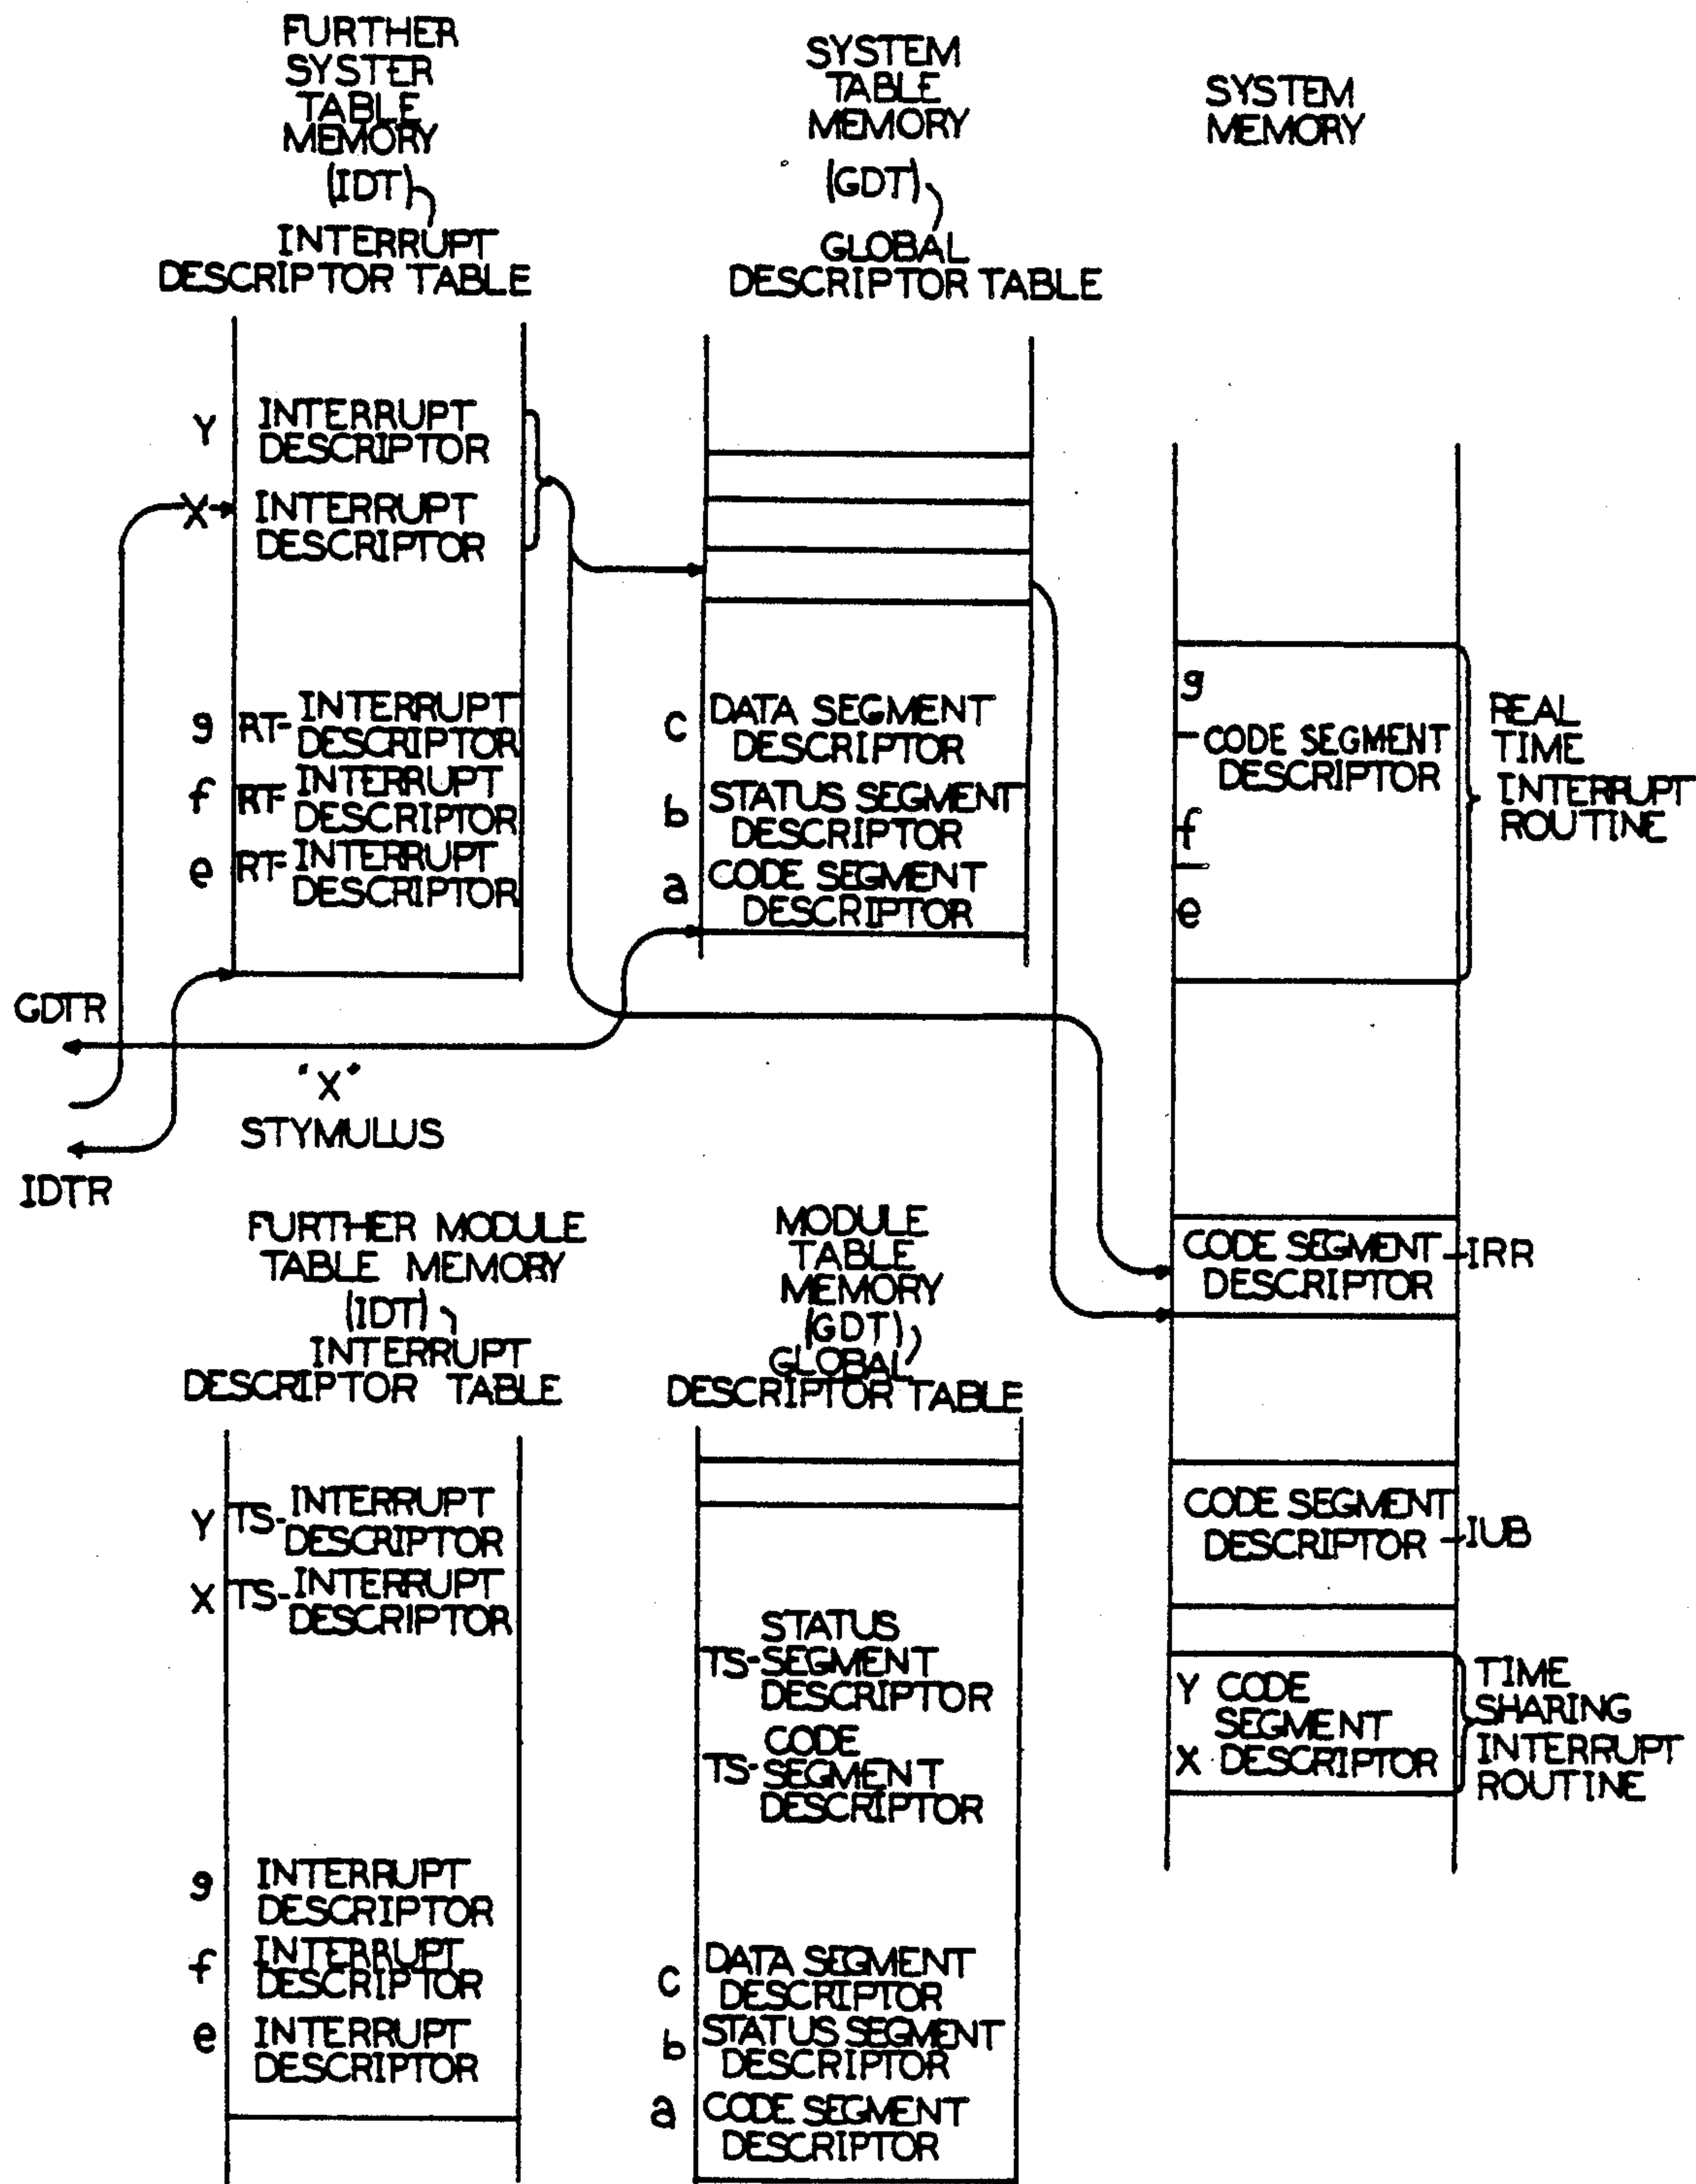 FURTHER
SYSTER
TABLE
MEMORY
(IDT)
INTERRUPT
DESCRIPTOR TABLE
SYSTEM
TABLE
MEMORY
(GDT)
GLOBAL
DESCRIPTOR TABLE
SYSTEM
MEMORY
Y
INTERRUPT
DESCRIPTOR
X
INTERRUPT
DESCRIPTOR
g
RT-INTERRUPT
DESCRIPTOR
f
RT-INTERRUPT
DESCRIPTOR
e
RT-INTERRUPT
DESCRIPTOR
c
DATA SEGMENT
DESCRIPTOR
b
STATUS SEGMENT
DESCRIPTOR
a
CODE SEGMENT
DESCRIPTOR
g
CODE SEGMENT
DESCRIPTOR
f
e
REAL
TIME
INTERRUPT
ROUTINE
GDTR
"X"
STYMULUS
IDTR
CODE SEGMENT
DESCRIPTOR
IRR
CODE SEGMENT
DESCRIPTOR
IUB
Y CODE
SEGMENT
X DESCRIPTOR
TIME
SHARING
INTERRUPT
ROUTINE
FURTHER MODULE
TABLE MEMORY
(IDT)
INTERRUPT
DESCRIPTOR TABLE
MODULE
TABLE
MEMORY
(GDT)
GLOBAL
DESCRIPTOR TABLE
Y
TS-INTERRUPT
DESCRIPTOR
X
TS-INTERRUPT
DESCRIPTOR
g
INTERRUPT
DESCRIPTOR
f
INTERRUPT
DESCRIPTOR
e
INTERRUPT
DESCRIPTOR
STATUS
TS-SEGMENT
DESCRIPTOR
CODE
TS-SEGMENT
DESCRIPTOR
c
DATA SEGMENT
DESCRIPTOR
b
STATUS SEGMENT
DESCRIPTOR
a
CODE SEGMENT
DESCRIPTOR